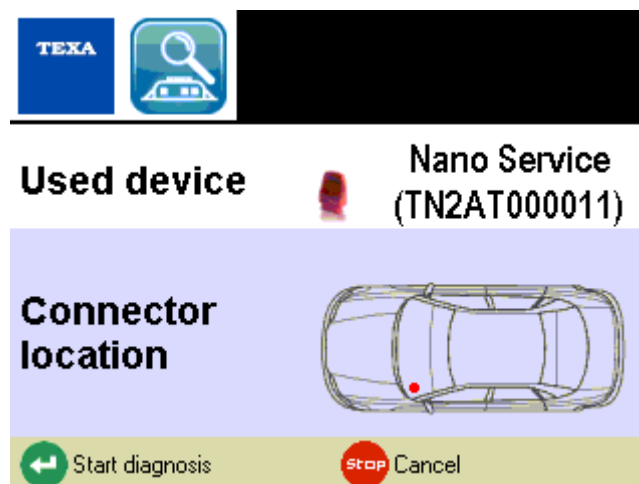 TEXA
Used device
Nano Service
(TN2AT000011)
Connector
location
Start diagnosis
STOP Cancel